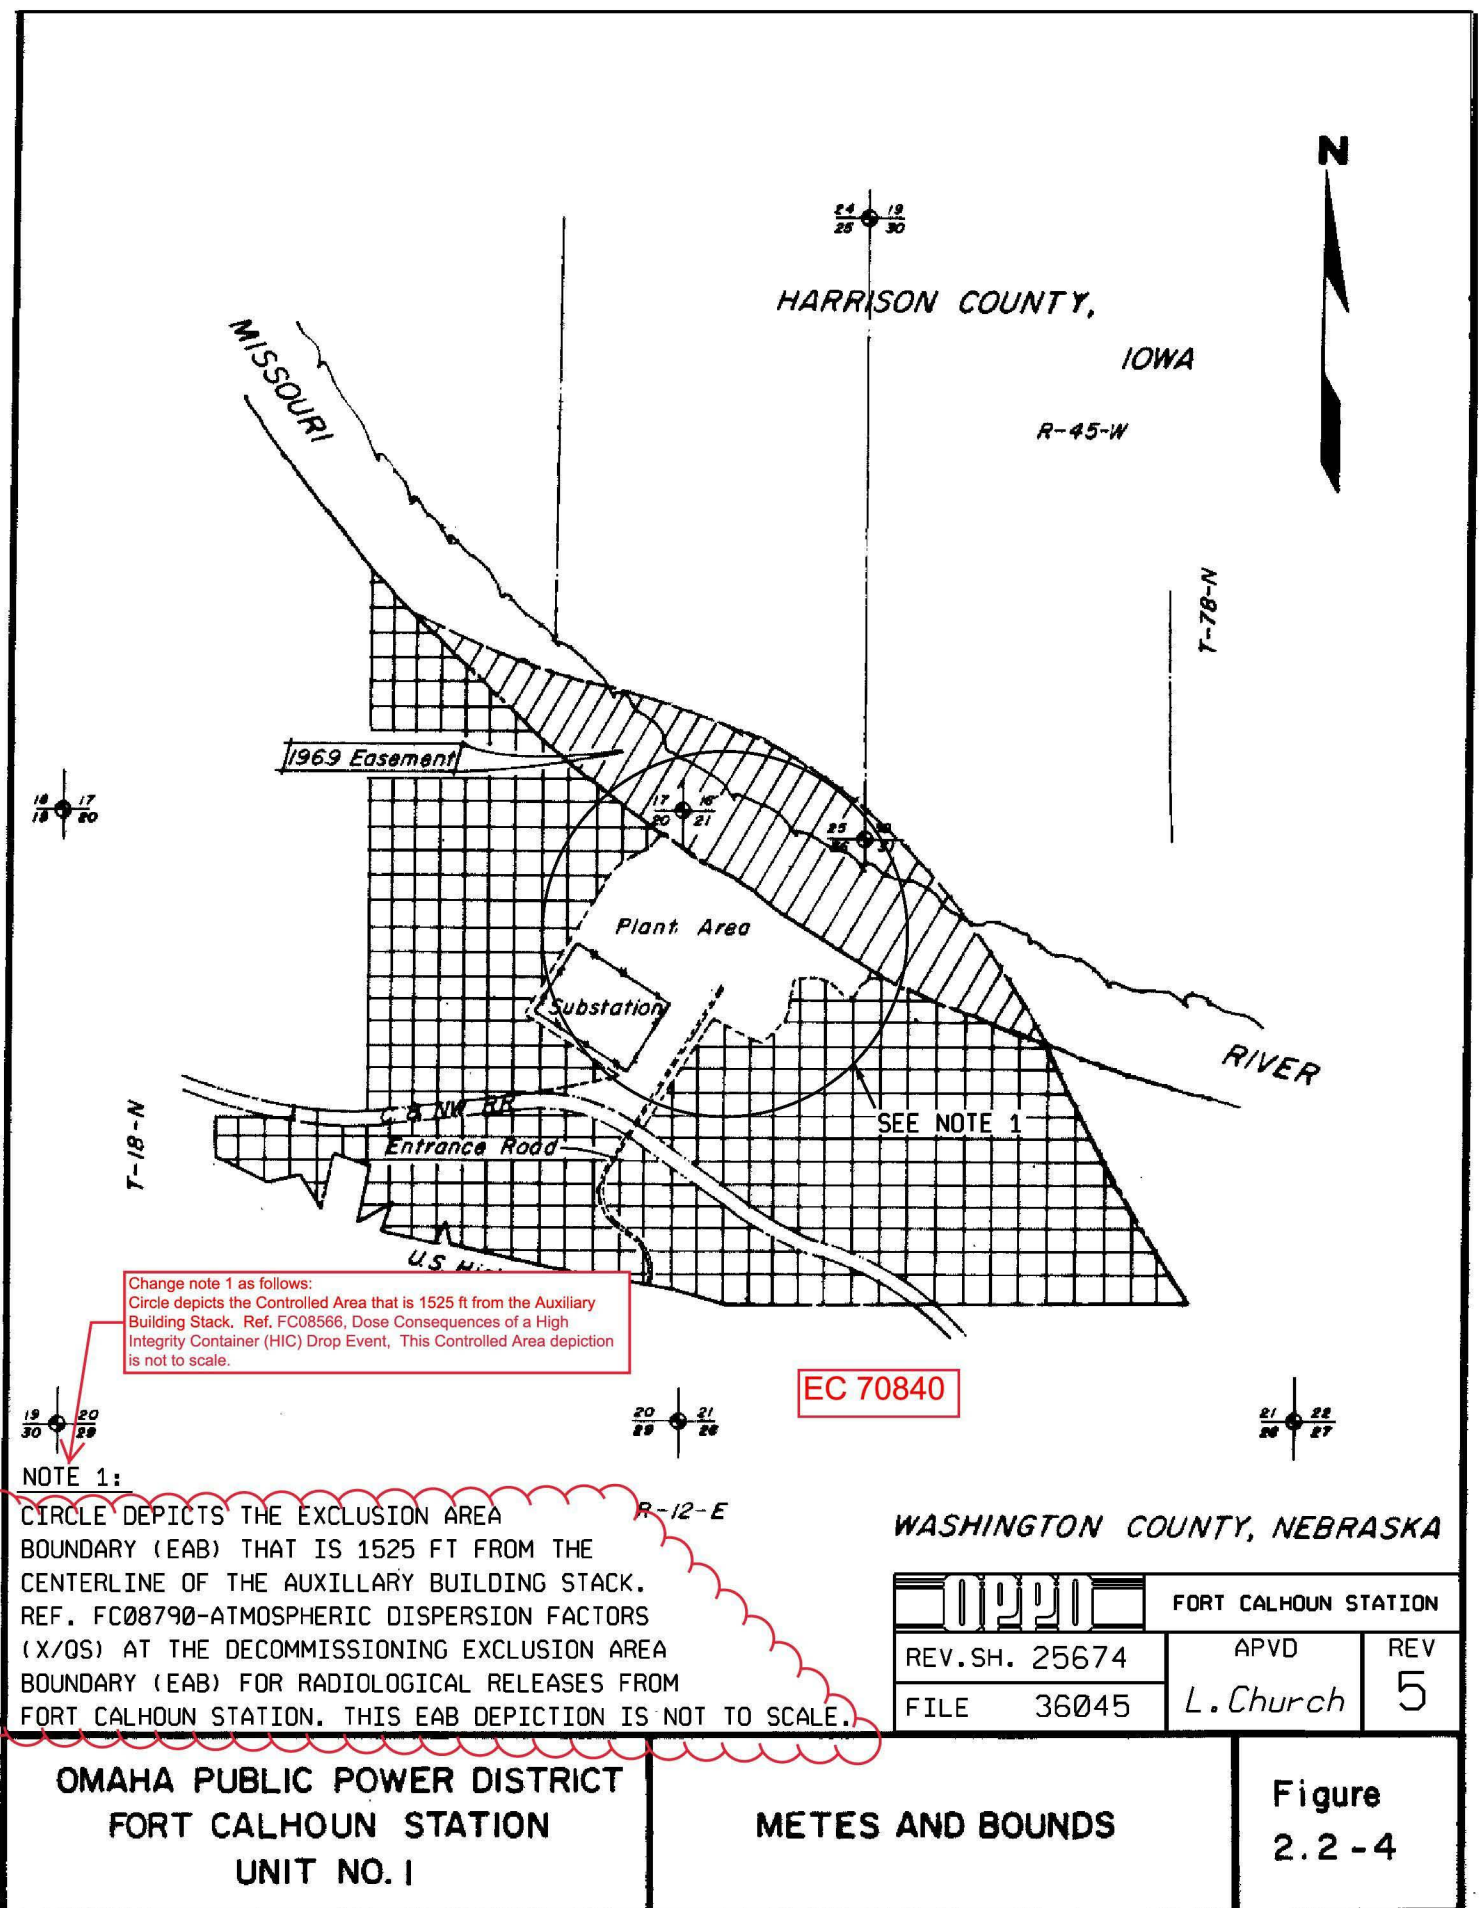 N
24 19
25 30
HARRISON COUNTY,
IOWA
R-45-W
MISSOURI
T-78-N
1969 Easement
18 17
19 20
17 16
20 21
25
Plant Area
Substation
RIVER
C & NW RR
SEE NOTE 1
Entrance Road
T-18-N
U.S.
Change note 1 as follows:
Circle depicts the Controlled Area that is 1525 ft from the Auxiliary
Building Stack. Ref. FC08566, Dose Consequences of a High
Integrity Container (HIC) Drop Event, This Controlled Area depiction
is not to scale.
EC 70840
19 20
30 29
20 21
29 28
21 22
28 27
NOTE 1:
R-12-E
CIRCLE DEPICTS THE EXCLUSION AREA
BOUNDARY (EAB) THAT IS 1525 FT FROM THE
CENTERLINE OF THE AUXILLARY BUILDING STACK.
REF. FC08790-ATMOSPHERIC DISPERSION FACTORS
(X/QS) AT THE DECOMMISSIONING EXCLUSION AREA
BOUNDARY (EAB) FOR RADIOLOGICAL RELEASES FROM
FORT CALHOUN STATION. THIS EAB DEPICTION IS NOT TO SCALE.
WASHINGTON COUNTY, NEBRASKA
OPPD
FORT CALHOUN STATION
REV.SH. 25674
APVD
REV
FILE 36045
L. Church
5
OMAHA PUBLIC POWER DISTRICT
FORT CALHOUN STATION
UNIT NO. 1
METES AND BOUNDS
Figure
2.2-4